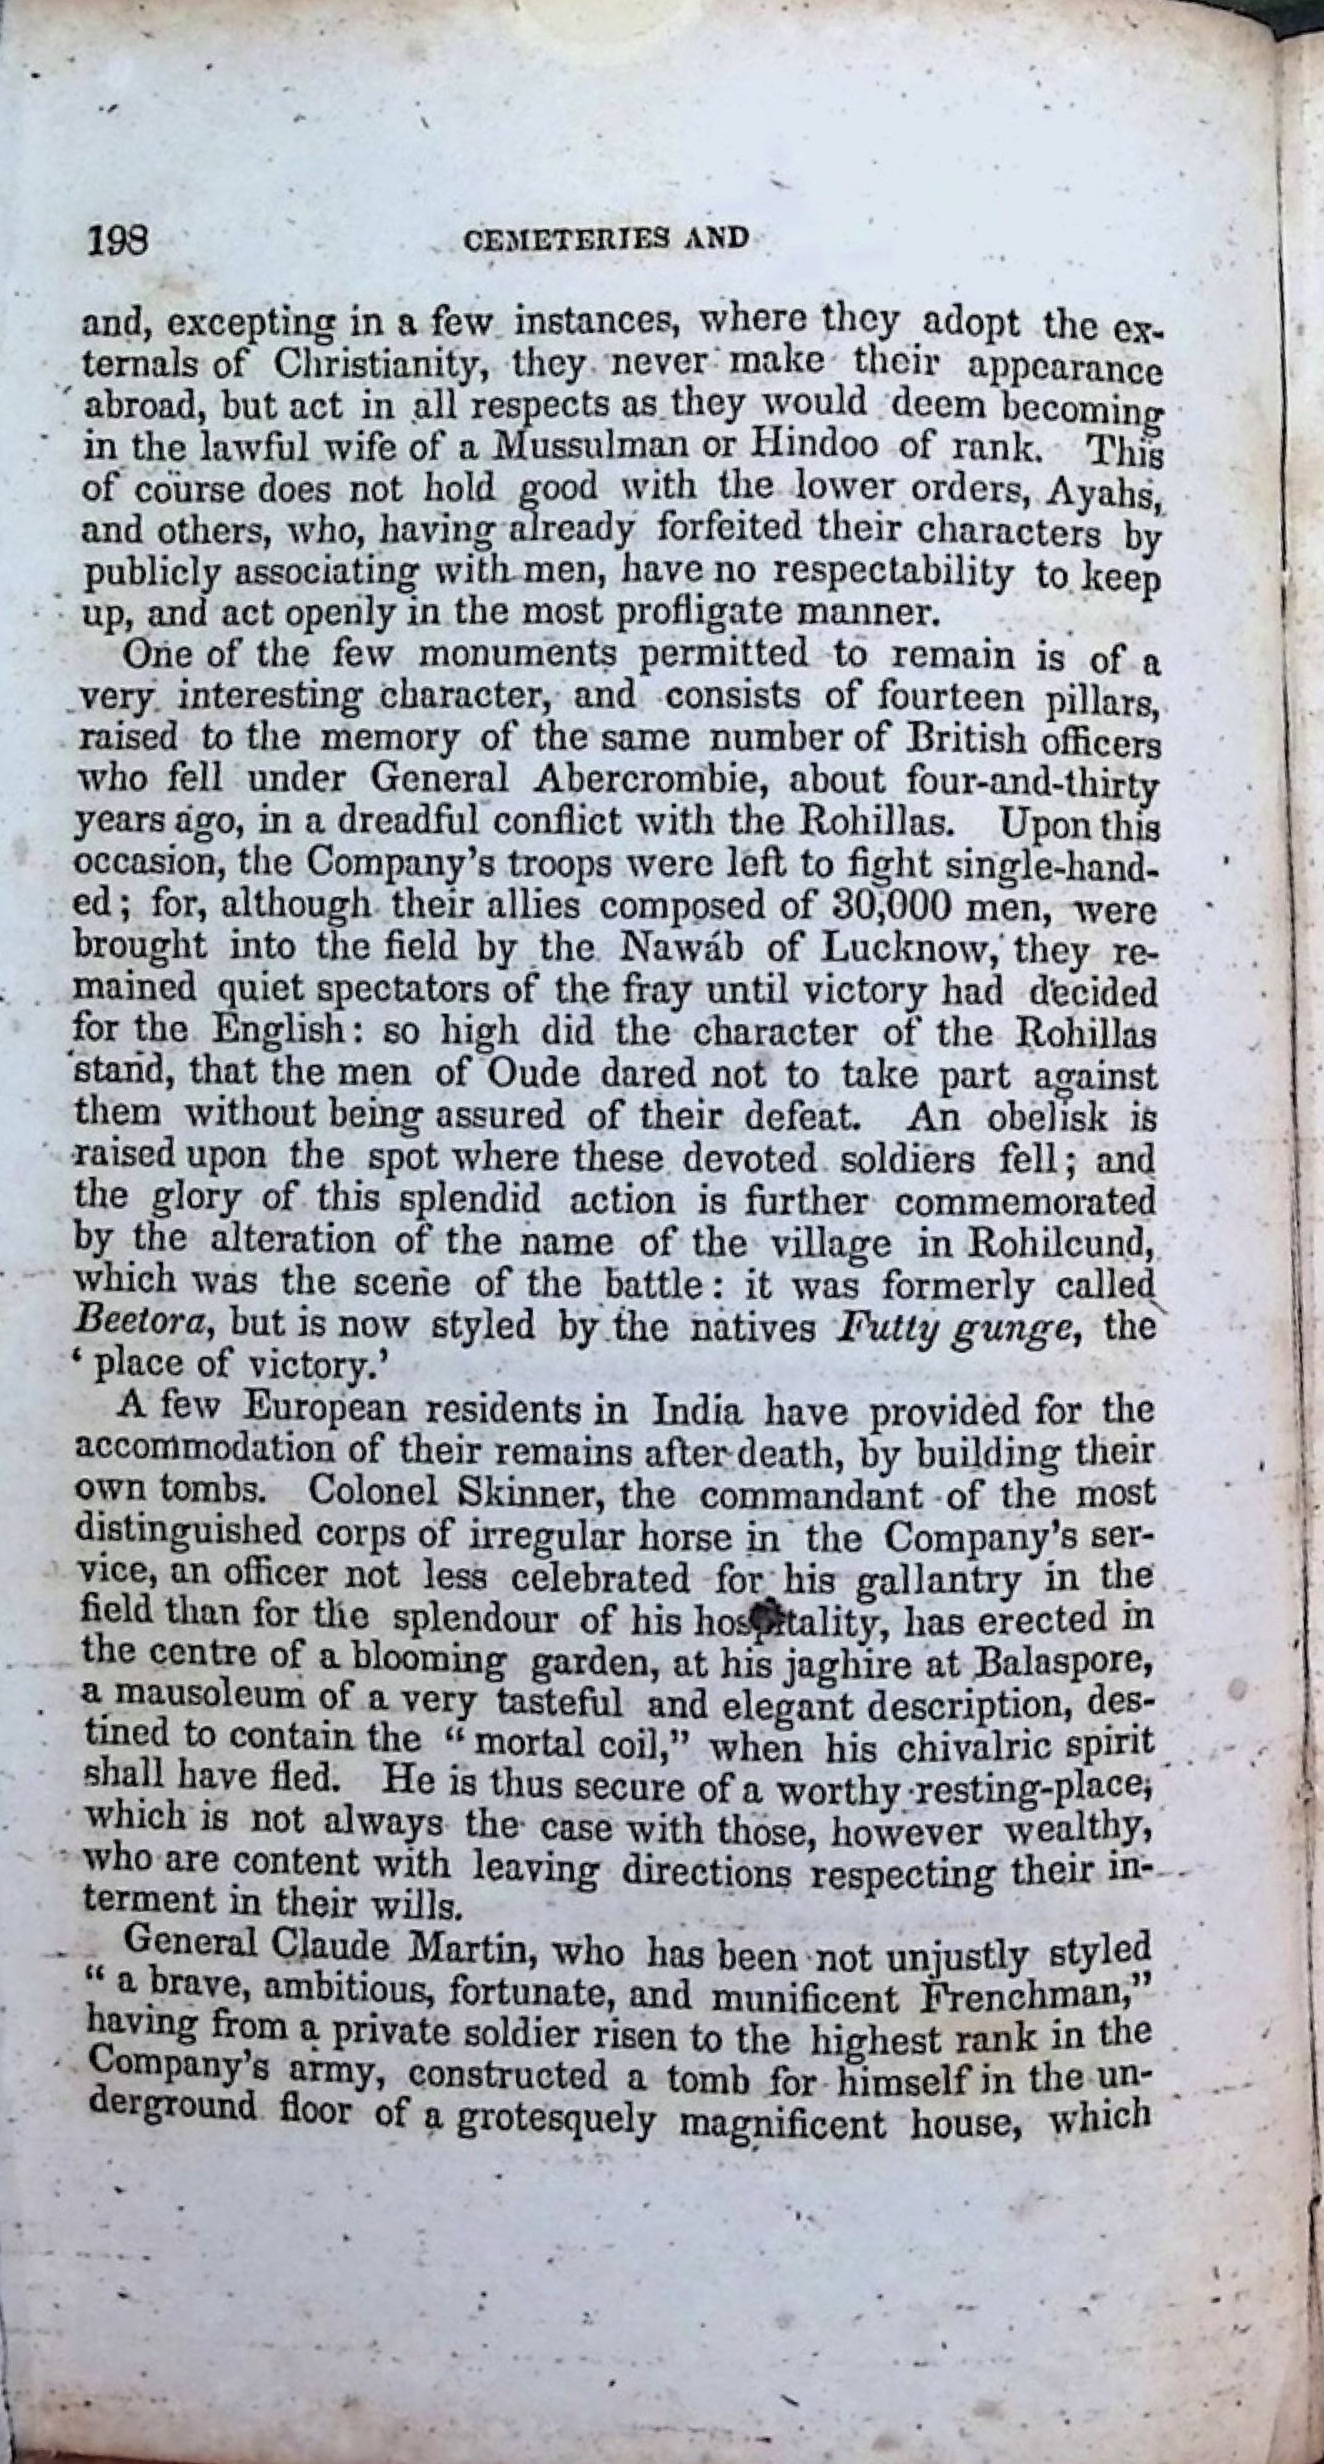 198 CEMETERIES AND
and, excepting in a few instances, where they adopt the ex-
ternals of Christianity, they never make their appearance
abroad, but act in all respects as they would deem becoming
in the lawful wife of a Mussulman or Hindoo of rank. This
of course does not hold good with the lower orders, Ayahs,
and others, who, having already forfeited their characters by
publicly associating with men, have no respectability to keep
up, and act openly in the most profligate manner.
One of the few monuments permitted to remain is of a
very interesting character, and consists of fourteen pillars,
raised to the memory of the same number of British officers
who fell under General Abercrombie, about four-and-thirty
years ago, in a dreadful conflict with the Rohillas. Upon this
occasion, the Company's troops were left to fight single-hand-
ed; for, although their allies composed of 30,000 men, were
brought into the field by the Nawáb of Lucknow, they re-
mained quiet spectators of the fray until victory had decided
for the English: so high did the character of the Rohillas
stand, that the men of Oude dared not to take part against
them without being assured of their defeat. An obelisk is
raised upon the spot where these devoted soldiers fell; and
the glory of this splendid action is further commemorated
by the alteration of the name of the village in Rohilcund,
which was the scene of the battle: it was formerly called
Beetora, but is now styled by the natives Futty gunge, the
‘place of victory.’
A few European residents in India have provided for the
accommodation of their remains after death, by building their
own tombs. Colonel Skinner, the commandant of the most
distinguished corps of irregular horse in the Company's ser-
vice, an officer not less celebrated for his gallantry in the
field than for the splendour of his hospitality, has erected in
the centre of a blooming garden, at his jaghire at Balaspore,
a mausoleum of a very tasteful and elegant description, des-
tined to contain the “mortal coil,” when his chivalric spirit
shall have fled. He is thus secure of a worthy resting-place,
which is not always the case with those, however wealthy,
who are content with leaving directions respecting their in-
terment in their wills.
General Claude Martin, who has been not unjustly styled
“a brave, ambitious, fortunate, and munificent Frenchman,”
having from a private soldier risen to the highest rank in the
Company's army, constructed a tomb for himself in the un-
derground floor of a grotesquely magnificent house, which